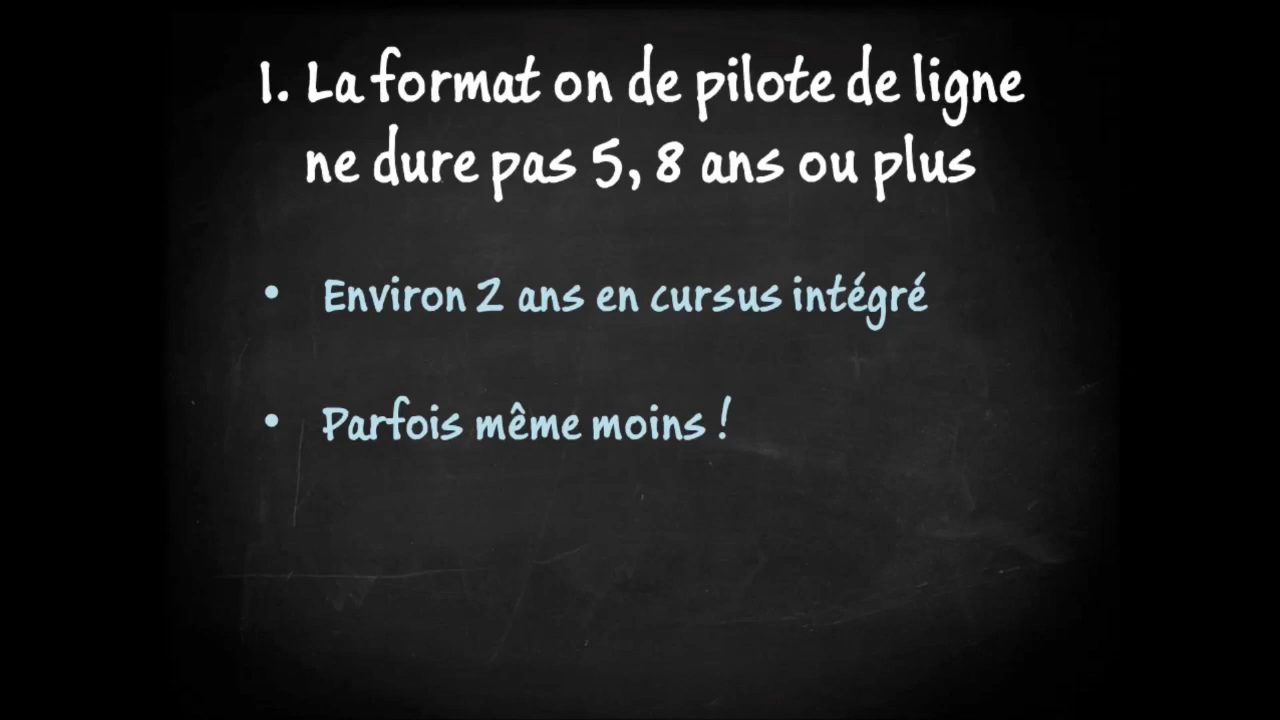 1. La format on de pilote de ligne
ne dure pas 5, 8 ans ou plus
• Environ 2 ans en cursus intégré
• Parfois même moins !